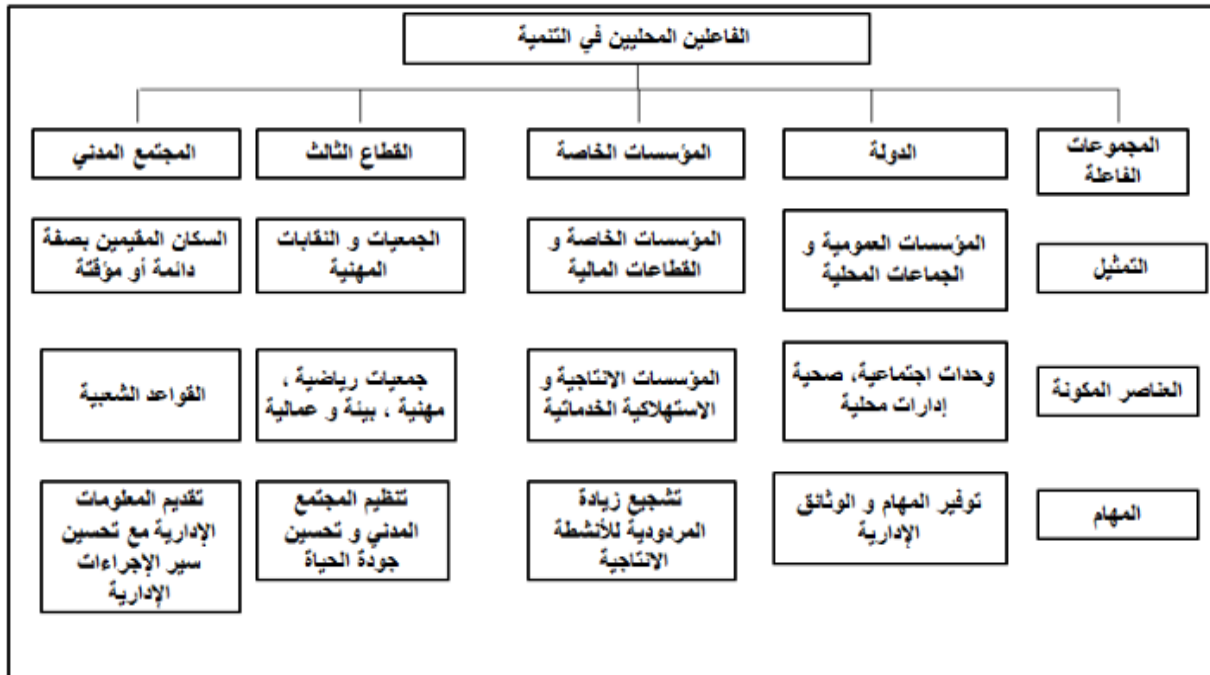 الفاعلين المحليين في التنمية
المجموعات
الفاعلة
الدولة
المؤسسات الخاصة
القطاع الثالث
المجتمع المدني
التمثيل
المؤسسات العمومية و
الجماعات المحلية
المؤسسات الخاصة و
القطاعات المالية
الجمعيات و النقابات
المهنية
السكان المقيمين بصفة
دائمة أو مؤقتة
العناصر المكونة
وحدات اجتماعية، صحية
إدارات محلية
المؤسسات الانتاجية و
الاستهلاكية الخدماتية
جمعيات رياضية ،
مهنية ، بيئة و عمالية
القواعد الشعبية
المهام
توفير المهام و الوثائق
الإدارية
تشجيع زيادة
المردودية للأنشطة
الانتاجية
تنظيم المجتمع
المدني و تحسين
جودة الحياة
تقديم المعلومات
الإدارية مع تحسين
سير الإجراءات
الإدارية